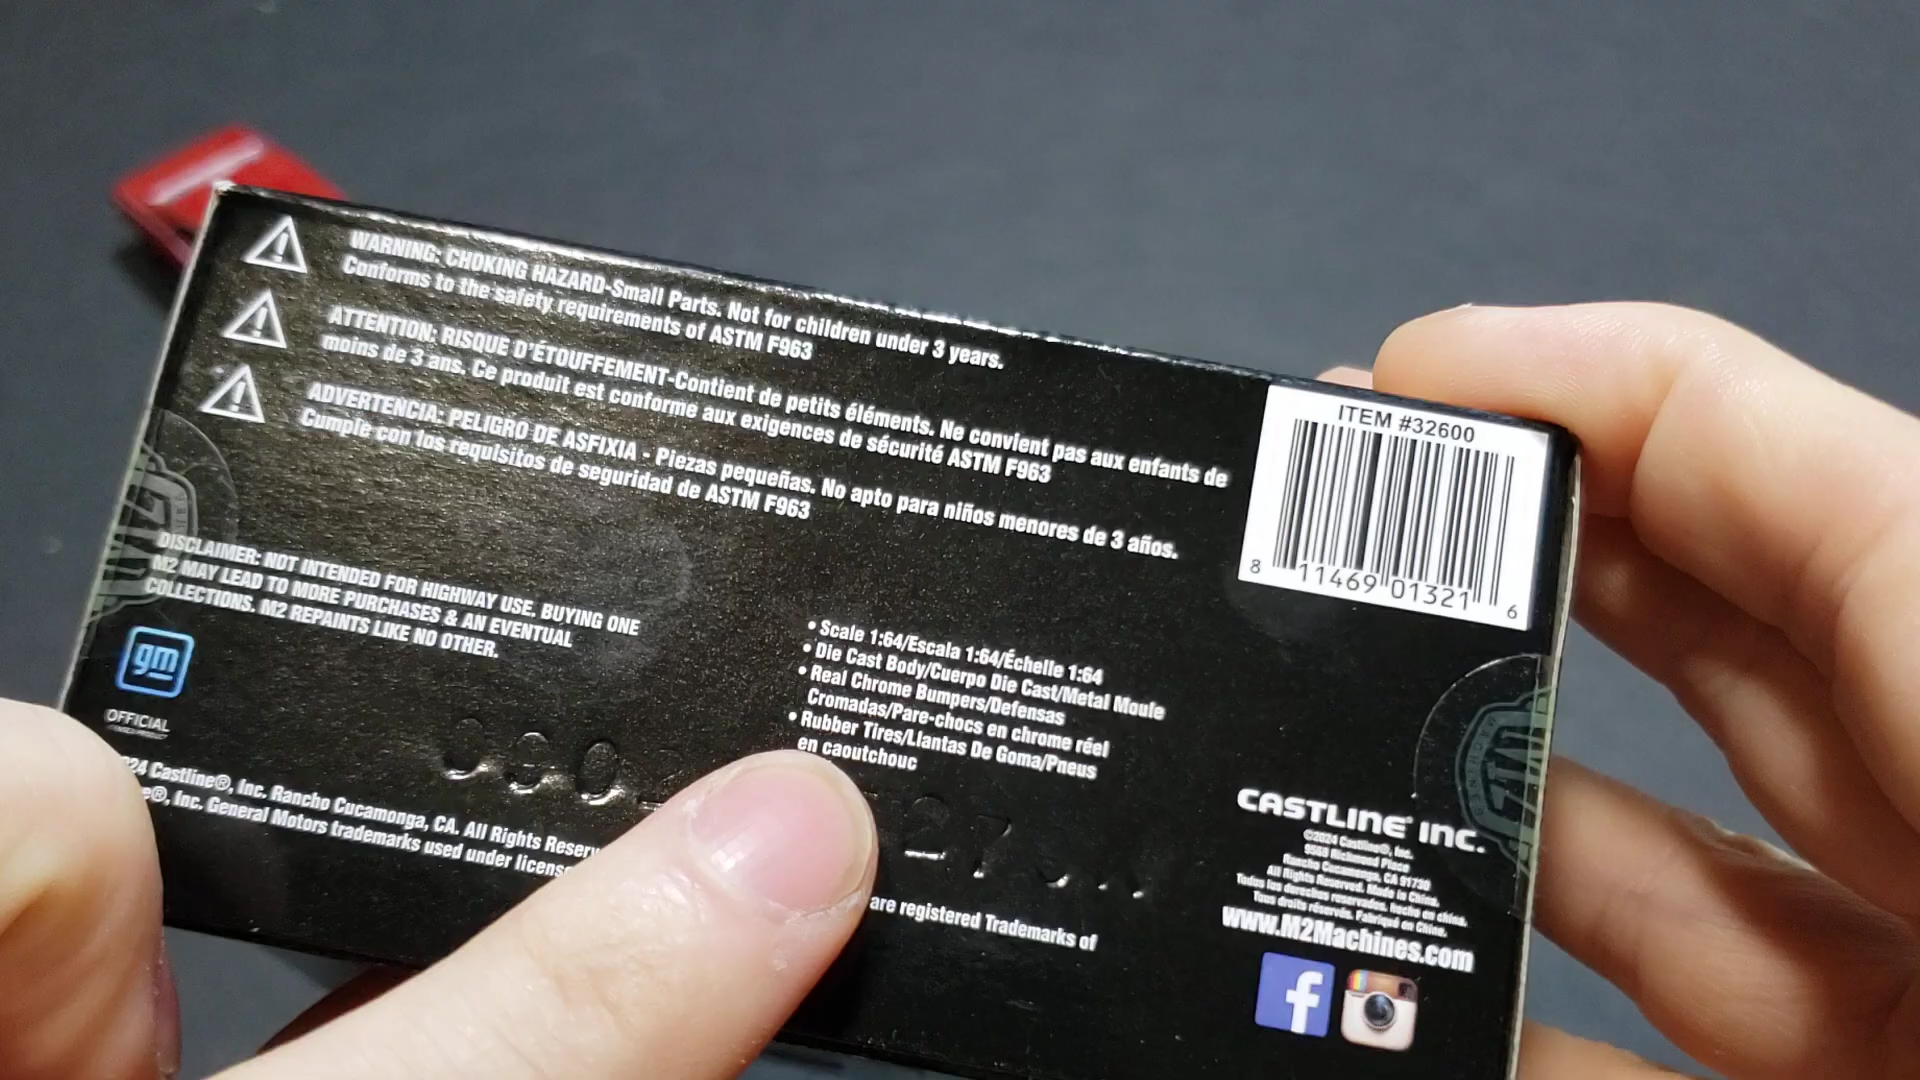 WARNING: CHOKING HAZARD-Small Parts. Not for children under 3 years.
Conforms to the safety requirements of ASTM F963
ATTENTION: RISQUE D'ÉTOUFFEMENT-Contient de petits éléments. Ne convient pas aux enfants de
moins de 3 ans. Ce produit est conforme aux exigences de sécurité ASTM F963
ADVERTENCIA: PELIGRO DE ASFIXIA - Piezas pequeñas. No apto para niños menores de 3 años.
Cumple con los requisitos de seguridad de ASTM F963
ITEM #32600
8 11469 01321 6
DISCLAIMER: NOT INTENDED FOR HIGHWAY USE. BUYING ONE
M2 MAY LEAD TO MORE PURCHASES & AN EVENTUAL
COLLECTIONS. M2 REPAINTS LIKE NO OTHER.
gm
OFFICIAL
• Scale 1:64/Escala 1:64/Échelle 1:64
• Die Cast Body/Cuerpo Die Cast/Metal Moule
• Real Chrome Bumpers/Defensas
Cromadas/Pare-chocs en chrome réel
• Rubber Tires/Llantas De Goma/Pneus
en caoutchouc
Castline®, Inc. Rancho Cucamonga, CA. All Rights
Inc. General Motors trademarks used under
are registered Trademarks of
CASTLINE® INC.
©2024 Castline®, Inc.
Richmond Place
Rancho Cucamonga, CA 91730
All Rights Reserved. Made in China.
Todos los derechos reservados. Hecho en china.
Tous droits réservés. Fabriqué en Chine.
www.M2Machines.com
f